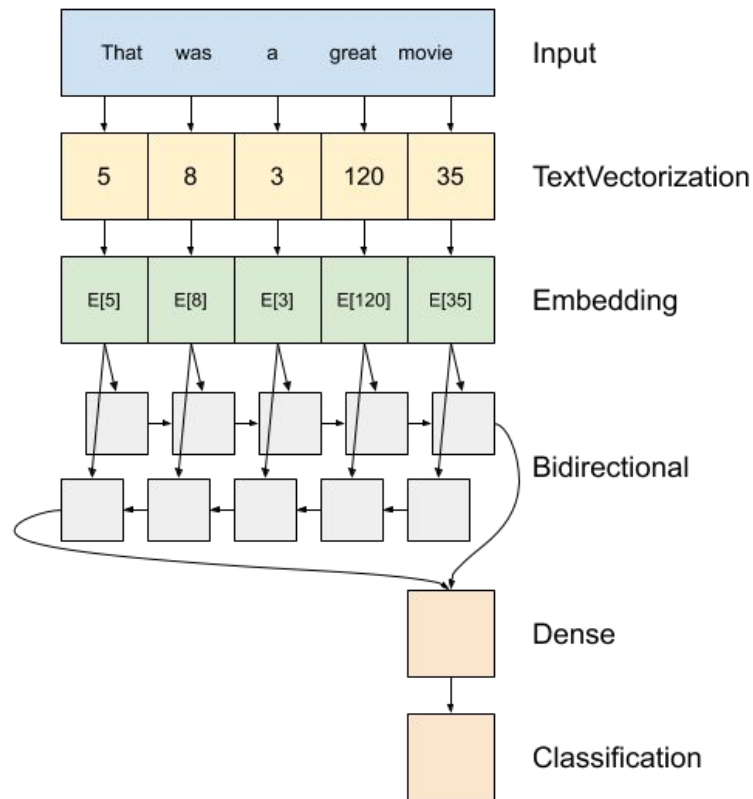 That was a great movie Input
5 8 3 120 35 TextVectorization
E[5] E[8] E[3] E[120] E[35] Embedding
Bidirectional
Dense
Classification